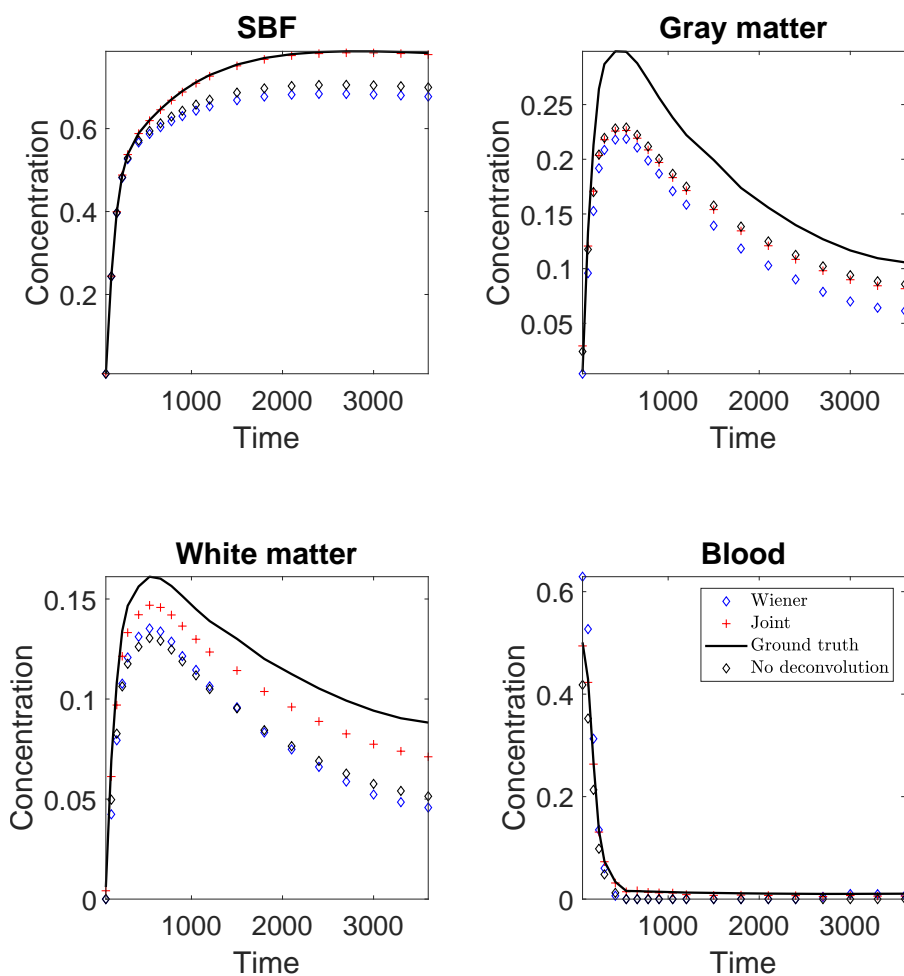 SBF
Concentration
0.6
0.4
0.2
1000 2000 3000
Time
Gray matter
Concentration
0.25
0.2
0.15
0.1
0.05
1000 2000 3000
Time
White matter
Concentration
0.15
0.1
0.05
0
1000 2000 3000
Time
Blood
Concentration
0.6
0.4
0.2
0
1000 2000 3000
Time
Wiener
Joint
Ground truth
No deconvolution